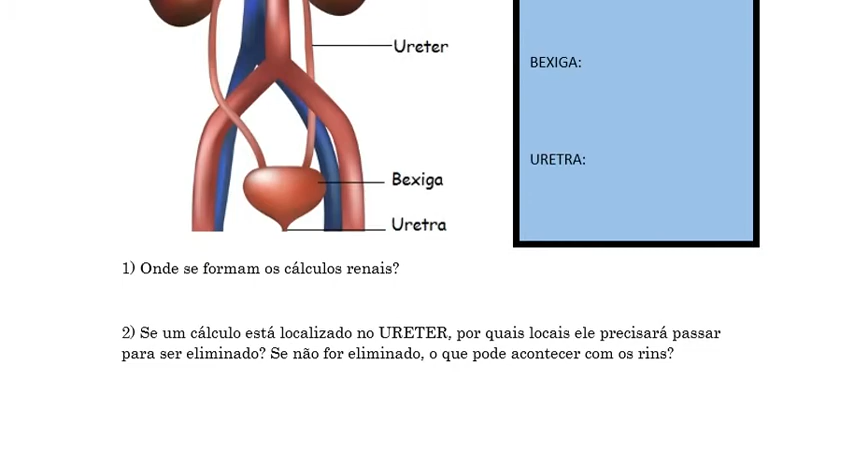 Ureter
BEXIGA:
URETRA:
Bexiga
Uretra
1) Onde se formam os cálculos renais?
2) Se um cálculo está localizado no URETER, por quais locais ele precisará passar
para ser eliminado? Se não for eliminado, o que pode acontecer com os rins?